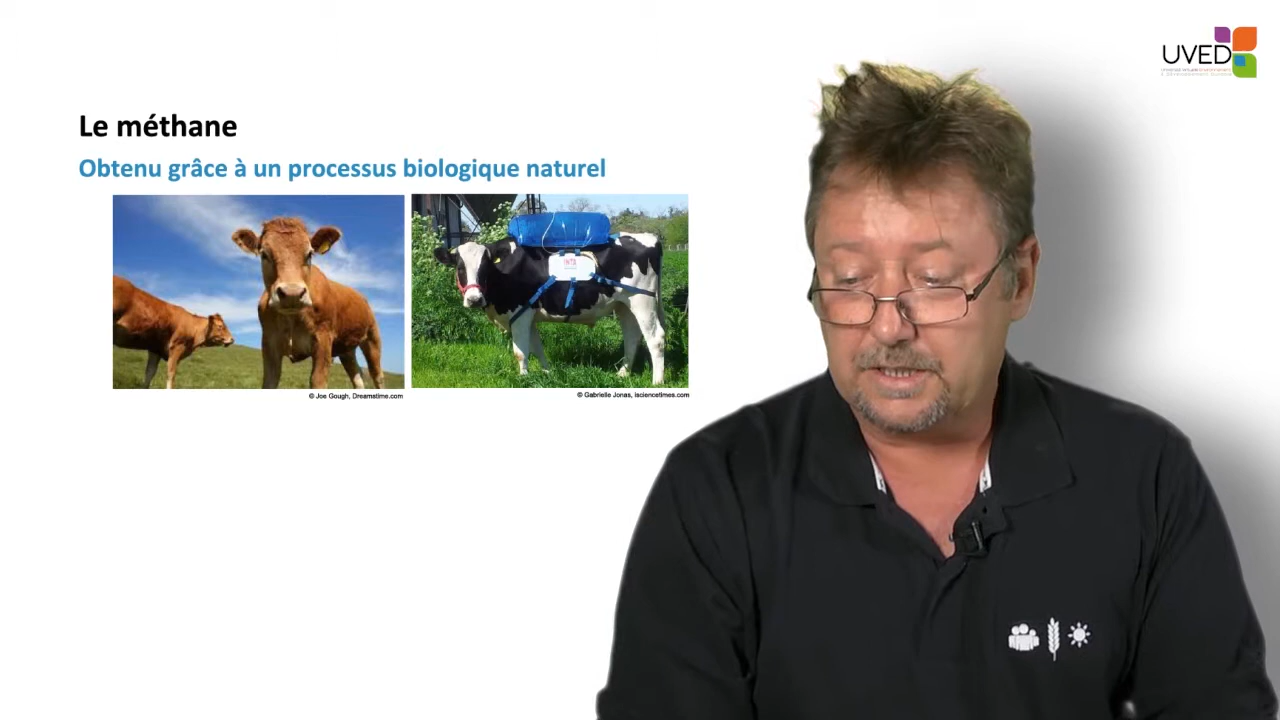 UVED
Le méthane
Obtenu grâce à un processus biologique naturel
© Joe Gough, Dreamstime.com
© Gabrielle Jonas, isciencetimes.com